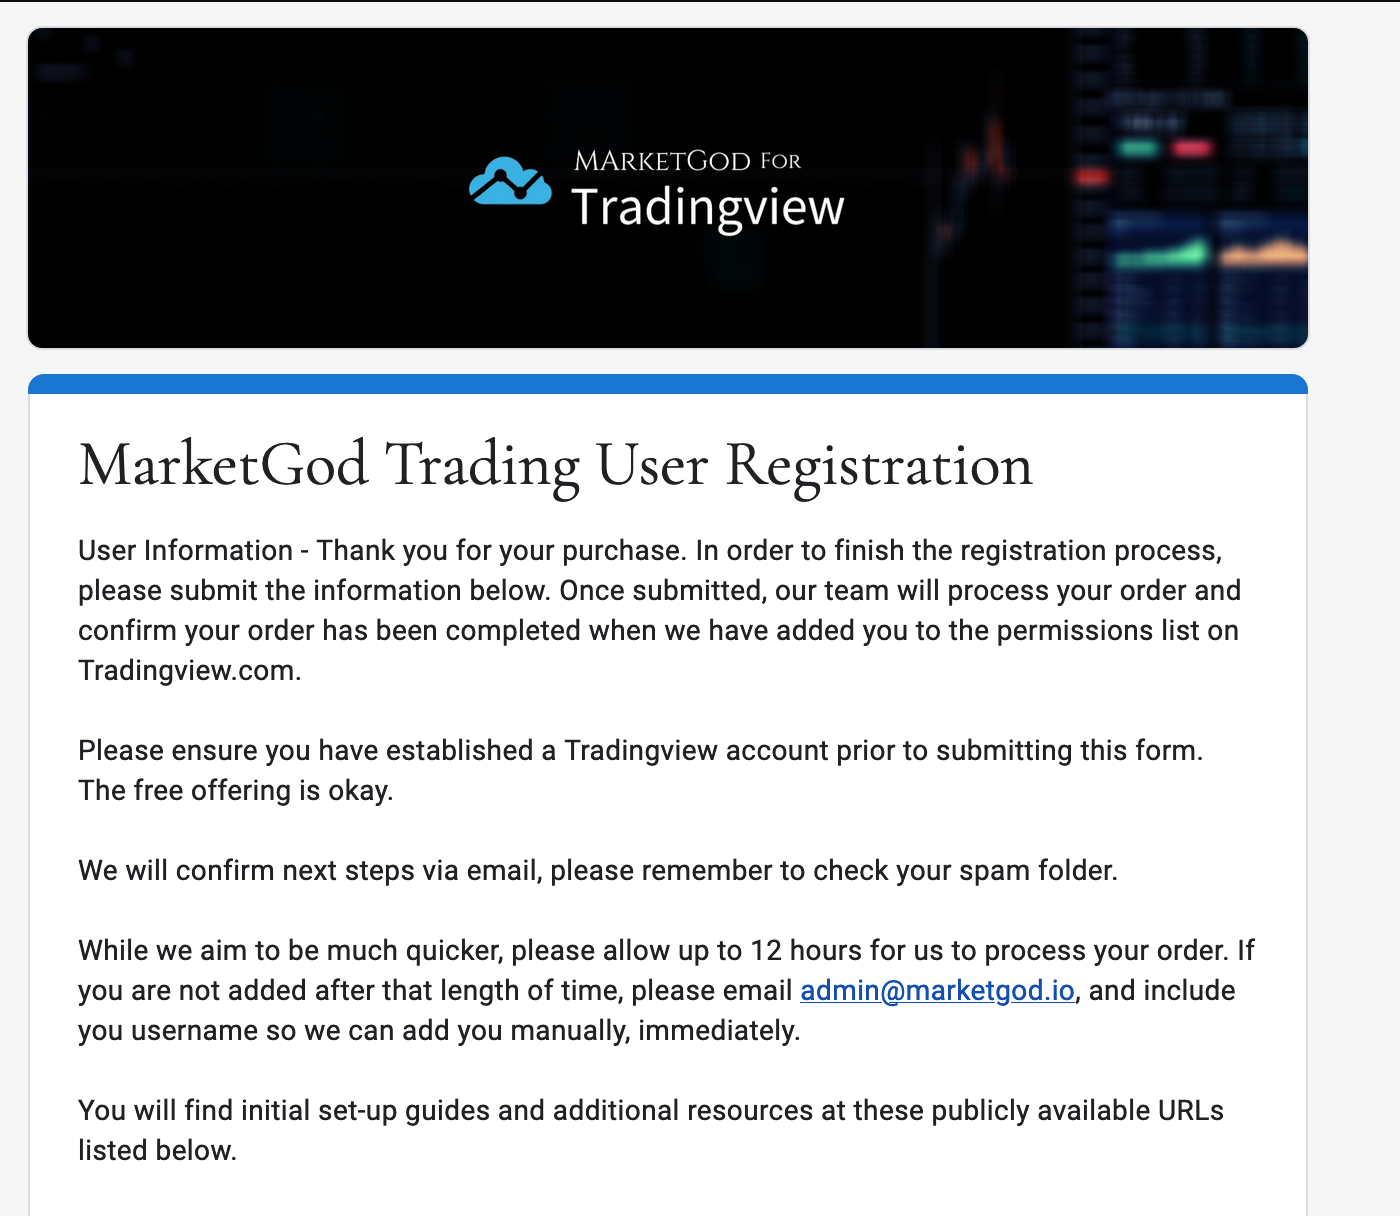 MARKETGOD FOR
Tradingview
MarketGod Trading User Registration
User Information - Thank you for your purchase. In order to finish the registration process,
please submit the information below. Once submitted, our team will process your order and
confirm your order has been completed when we have added you to the permissions list on
Tradingview.com.
Please ensure you have established a Tradingview account prior to submitting this form.
The free offering is okay.
We will confirm next steps via email, please remember to check your spam folder.
While we aim to be much quicker, please allow up to 12 hours for us to process your order. If
you are not added after that length of time, please email admin@marketgod.io, and include
you username so we can add you manually, immediately.
You will find initial set-up guides and additional resources at these publicly available URLs
listed below.